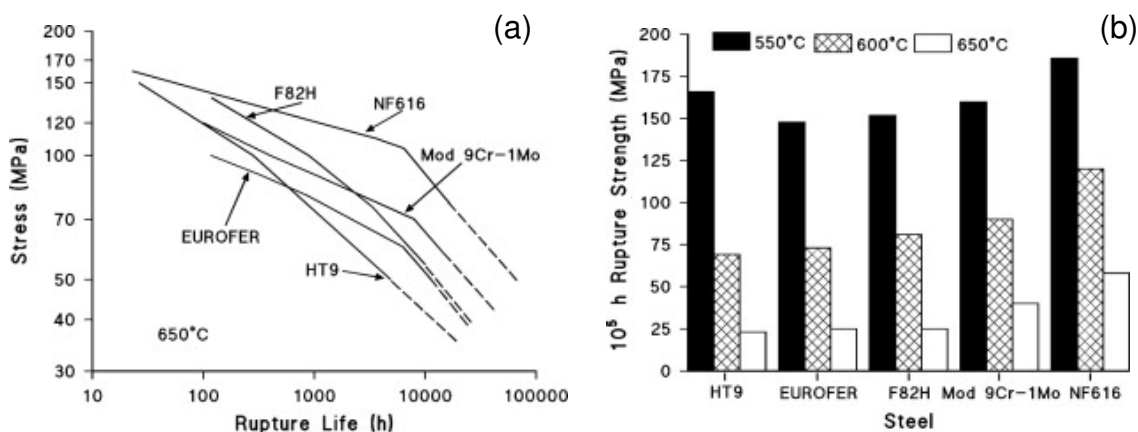 (a)
200
150
120
100
70
50
40
30
Stress (MPa)
F82H
NF616
Mod 9Cr-1Mo
EUROFER
HT9
650°C
10
100
1000
10000
100000
Rupture Life (h)
(b)
550°C
600°C
650°C
200
175
150
125
100
75
50
25
0
10⁵ h Rupture Strength (MPa)
HT9
EUROFER
F82H
Mod 9Cr-1Mo
NF616
Steel